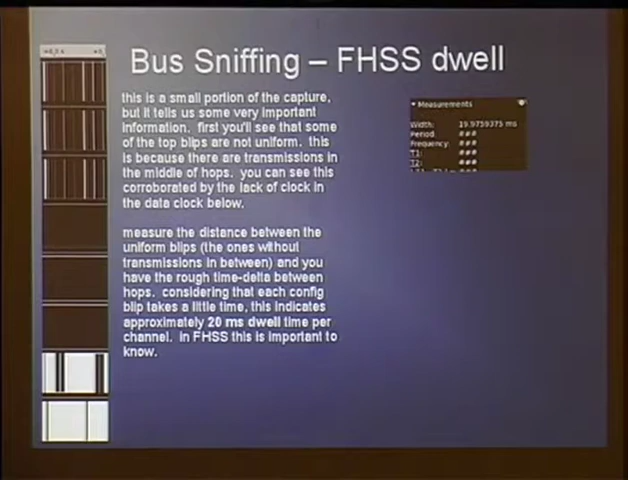 Bus Sniffing – FHSS dwell
this is a small portion of the capture,
but it tells us some very important
information. first you'll see that some
of the top blips are not uniform. this
is because there are transmissions in
the middle of hops. you can see this
corroborated by the lack of clock in
the data clock below.
measure the distance between the
uniform blips (the ones without
transmissions in between) and you
have the rough time-delta between
hops. considering that each config
blip takes a little time, this indicates
approximately 20 ms dwell time per
channel. in FHSS this is important to
know.
Measurements
Width: 19.9759375 ms
Period: ###
Frequency: ###
T1: ###
T2: ###